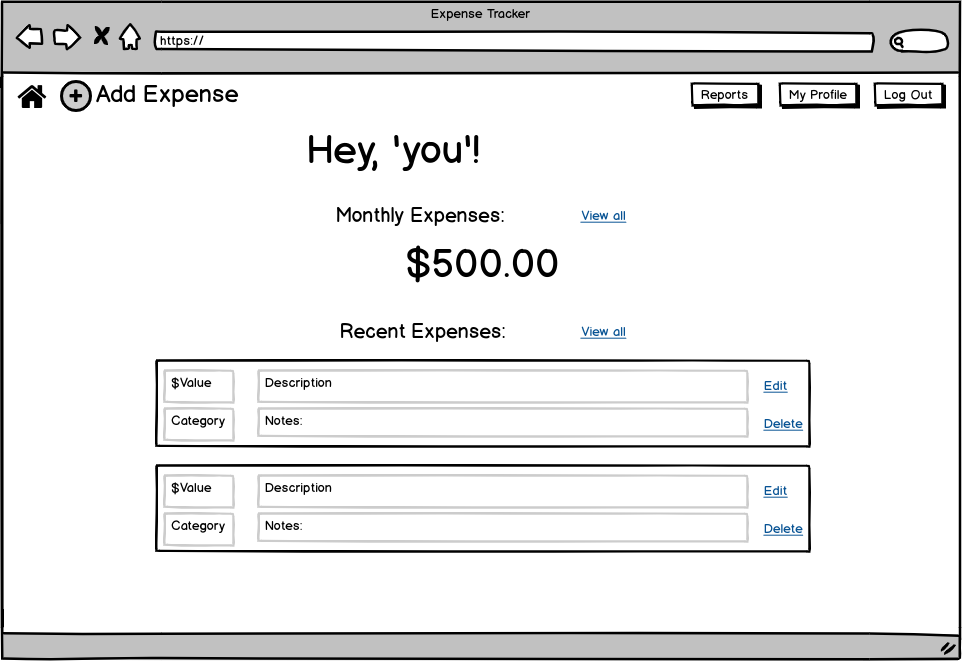 Expense Tracker
https://
Add Expense
Reports
My Profile
Log Out
Hey, 'you'!
Monthly Expenses:
View all
$500.00
Recent Expenses:
View all
$Value
Description
Edit
Category
Notes:
Delete
$Value
Description
Edit
Category
Notes:
Delete